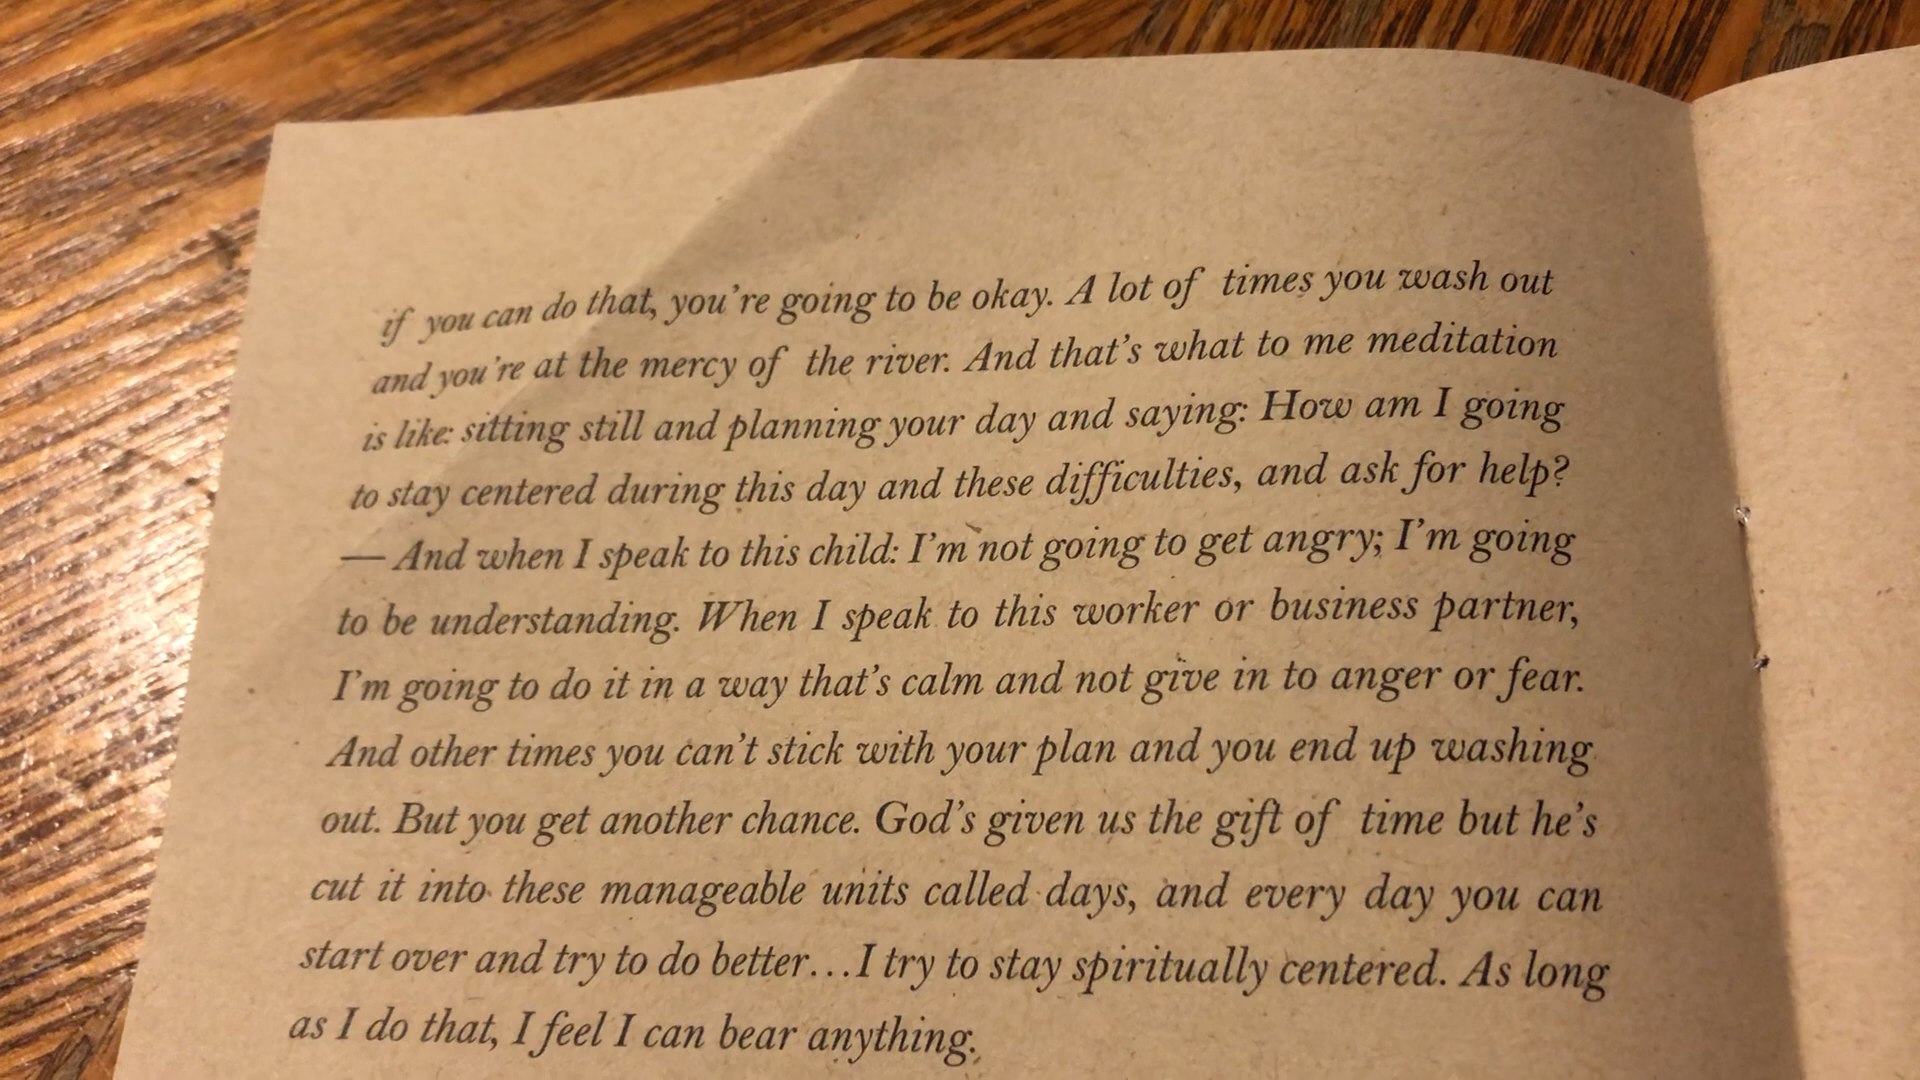 if you can do that, you're going to be okay. A lot of times you wash out
and you're at the mercy of the river. And that's what to me meditation
is like: sitting still and planning your day and saying: How am I going
to stay centered during this day and these difficulties, and ask for help?
— And when I speak to this child: I'm not going to get angry; I'm going
to be understanding. When I speak to this worker or business partner,
I'm going to do it in a way that's calm and not give in to anger or fear.
And other times you can't stick with your plan and you end up washing
out. But you get another chance. God's given us the gift of time but he's
cut it into these manageable units called days, and every day you can
start over and try to do better…I try to stay spiritually centered. As long
as I do that, I feel I can bear anything.